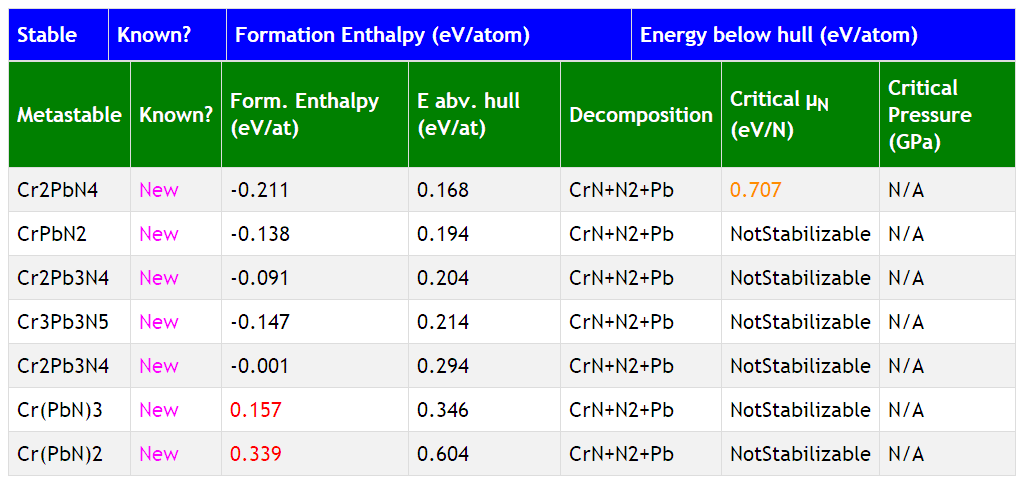 Stable Known? Formation Enthalpy (eV/atom) Energy below hull (eV/atom)
Metastable Known? Form. Enthalpy (eV/at) E abv. hull (eV/at) Decomposition Critical μN (eV/N) Critical Pressure (GPa)
Cr2PbN4 New -0.211 0.168 CrN+N2+Pb 0.707 N/A
CrPbN2 New -0.138 0.194 CrN+N2+Pb NotStabilizable N/A
Cr2Pb3N4 New -0.091 0.204 CrN+N2+Pb NotStabilizable N/A
Cr3Pb3N5 New -0.147 0.214 CrN+N2+Pb NotStabilizable N/A
Cr2Pb3N4 New -0.001 0.294 CrN+N2+Pb NotStabilizable N/A
Cr(PbN)3 New 0.157 0.346 CrN+N2+Pb NotStabilizable N/A
Cr(PbN)2 New 0.339 0.604 CrN+N2+Pb NotStabilizable N/A